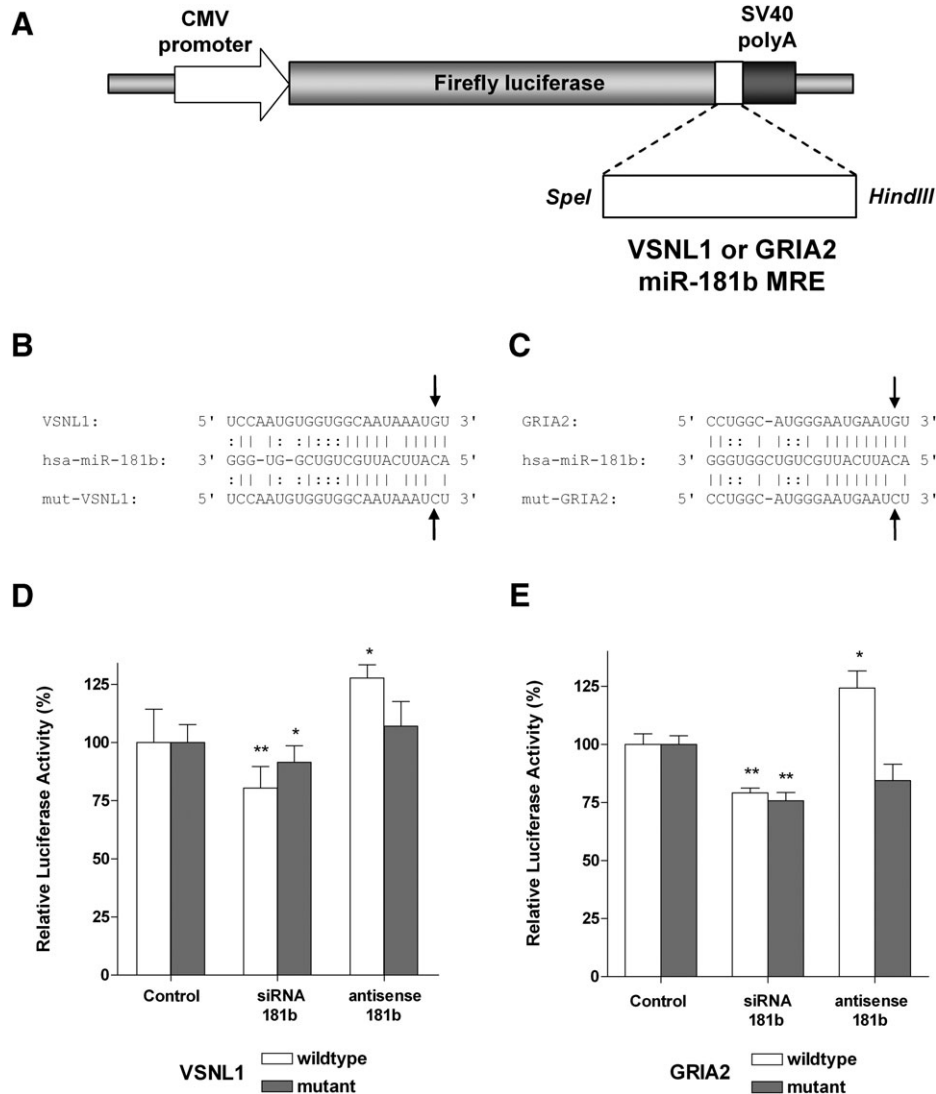 A
CMV
promoter
SV40
polyA
Firefly luciferase
SpeI
HindIII
VSNL1 or GRIA2
miR-181b MRE
B
VSNL1: 5' UCCAAUGUGGUGGCAAUAAAUGU 3'
hsa-miR-181b: 3' GGG-UG-GCUGUCGUUACUUACA 5'
mut-VSNL1: 5' UCCAAUGUGGUGGCAAUAAAUCU 3'
C
GRIA2: 5' CCUGGC-AUGGGAAUGAAUGU 3'
hsa-miR-181b: 3' GGGUGGCUGUCGUUACUUACA 5'
mut-GRIA2: 5' CCUGGC-AUGGGAAUGAAUCU 3'
D
Relative Luciferase Activity (%)
125
100
75
50
25
0
**
*
*
Control
siRNA
181b
antisense
181b
VSNL1
wildtype
mutant
E
Relative Luciferase Activity (%)
125
100
75
50
25
0
**
**
*
Control
siRNA
181b
antisense
181b
GRIA2
wildtype
mutant